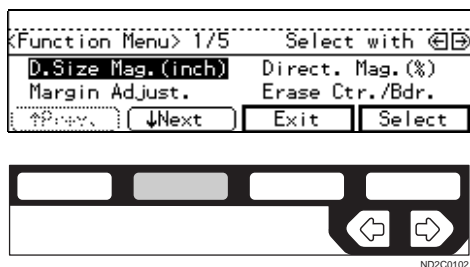 <Function Menu> 1/5 Select with ←→
D.Size Mag.(inch) Direct. Mag.(%)
Margin Adjust. Erase Ctr./Bdr.
↑Prev. ↓Next Exit Select
ND2C0102